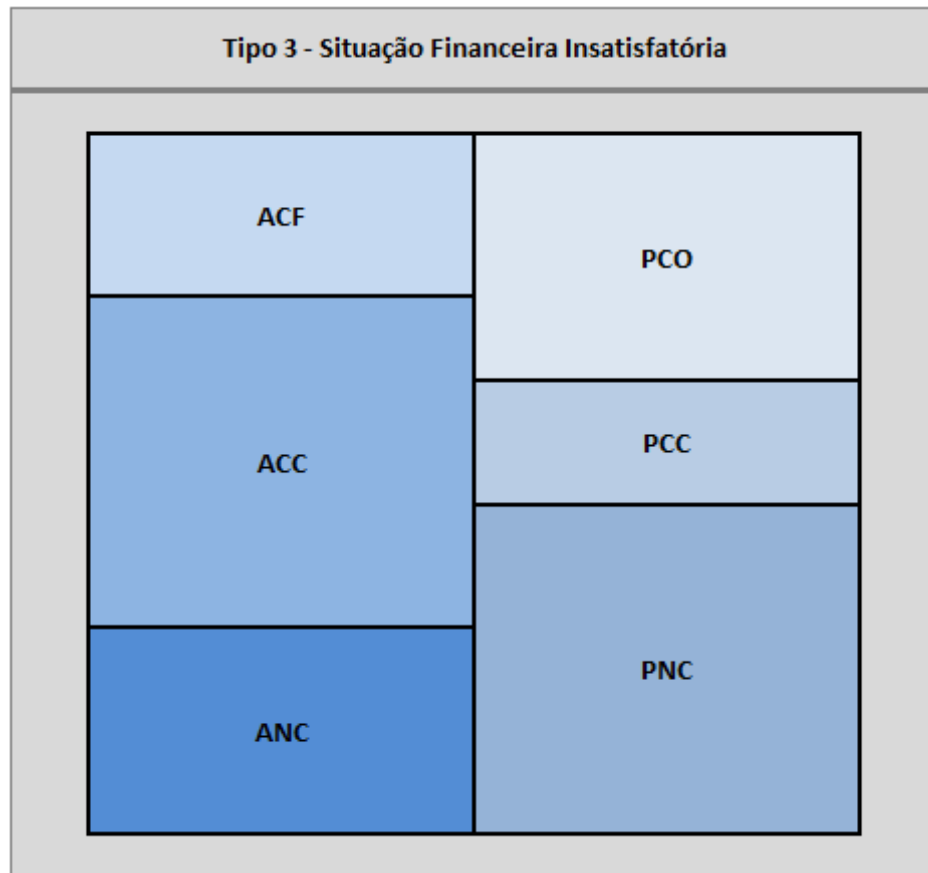 Tipo 3 - Situação Financeira Insatisfatória
ACF
PCO
PCC
ACC
PNC
ANC